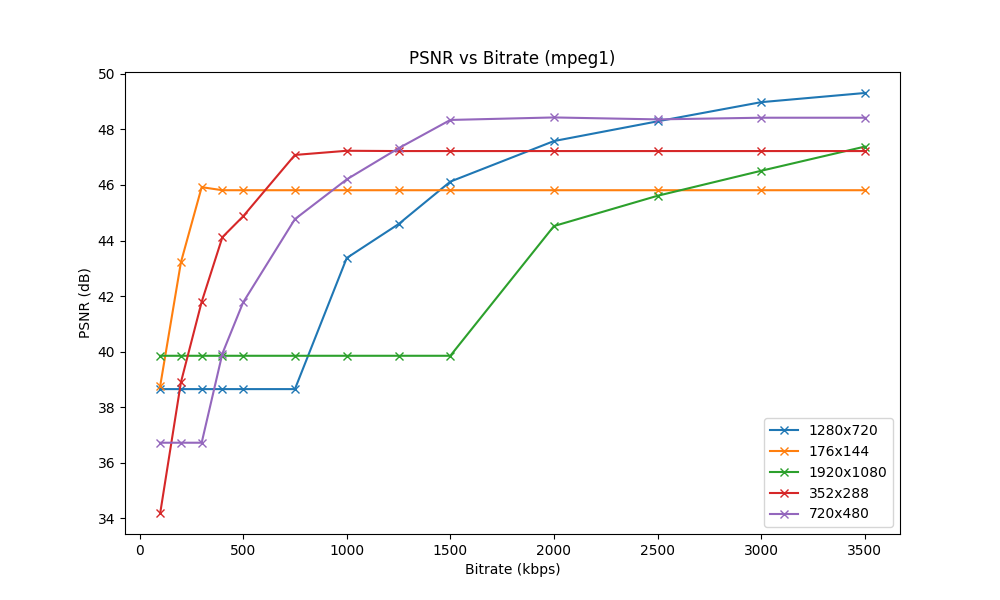 PSNR vs Bitrate (mpeg1)
PSNR (dB)
50
48
46
44
42
40
38
36
34
1280x720
176x144
1920x1080
352x288
720x480
0 500 1000 1500 2000 2500 3000 3500
Bitrate (kbps)